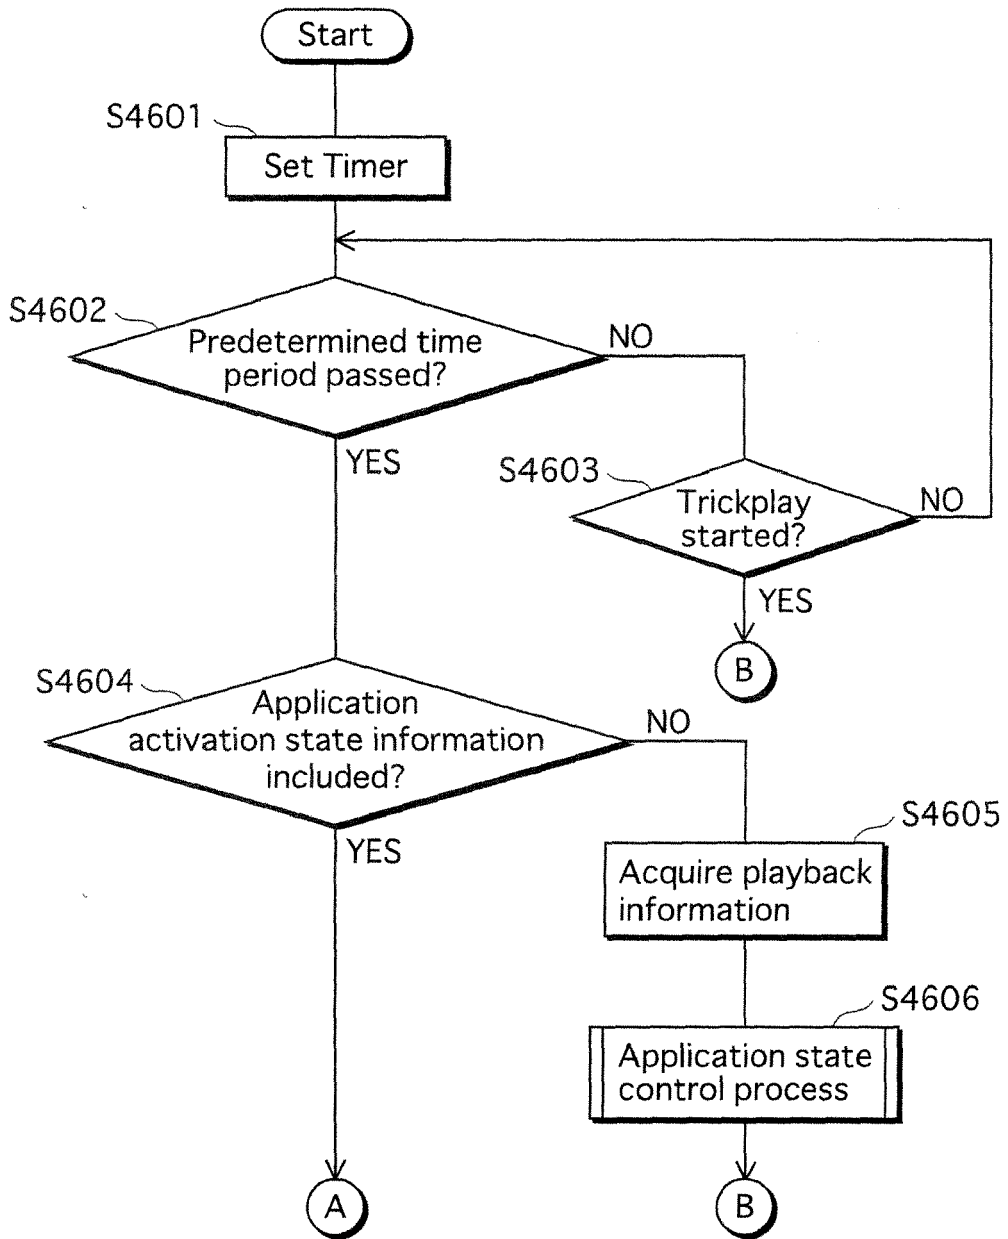 Start
S4601
Set Timer
S4602
Predetermined time
period passed?
NO
YES
S4603
Trickplay
started?
NO
YES
B
S4604
Application
activation state information
included?
NO
YES
S4605
Acquire playback
information
S4606
Application state
control process
A
B